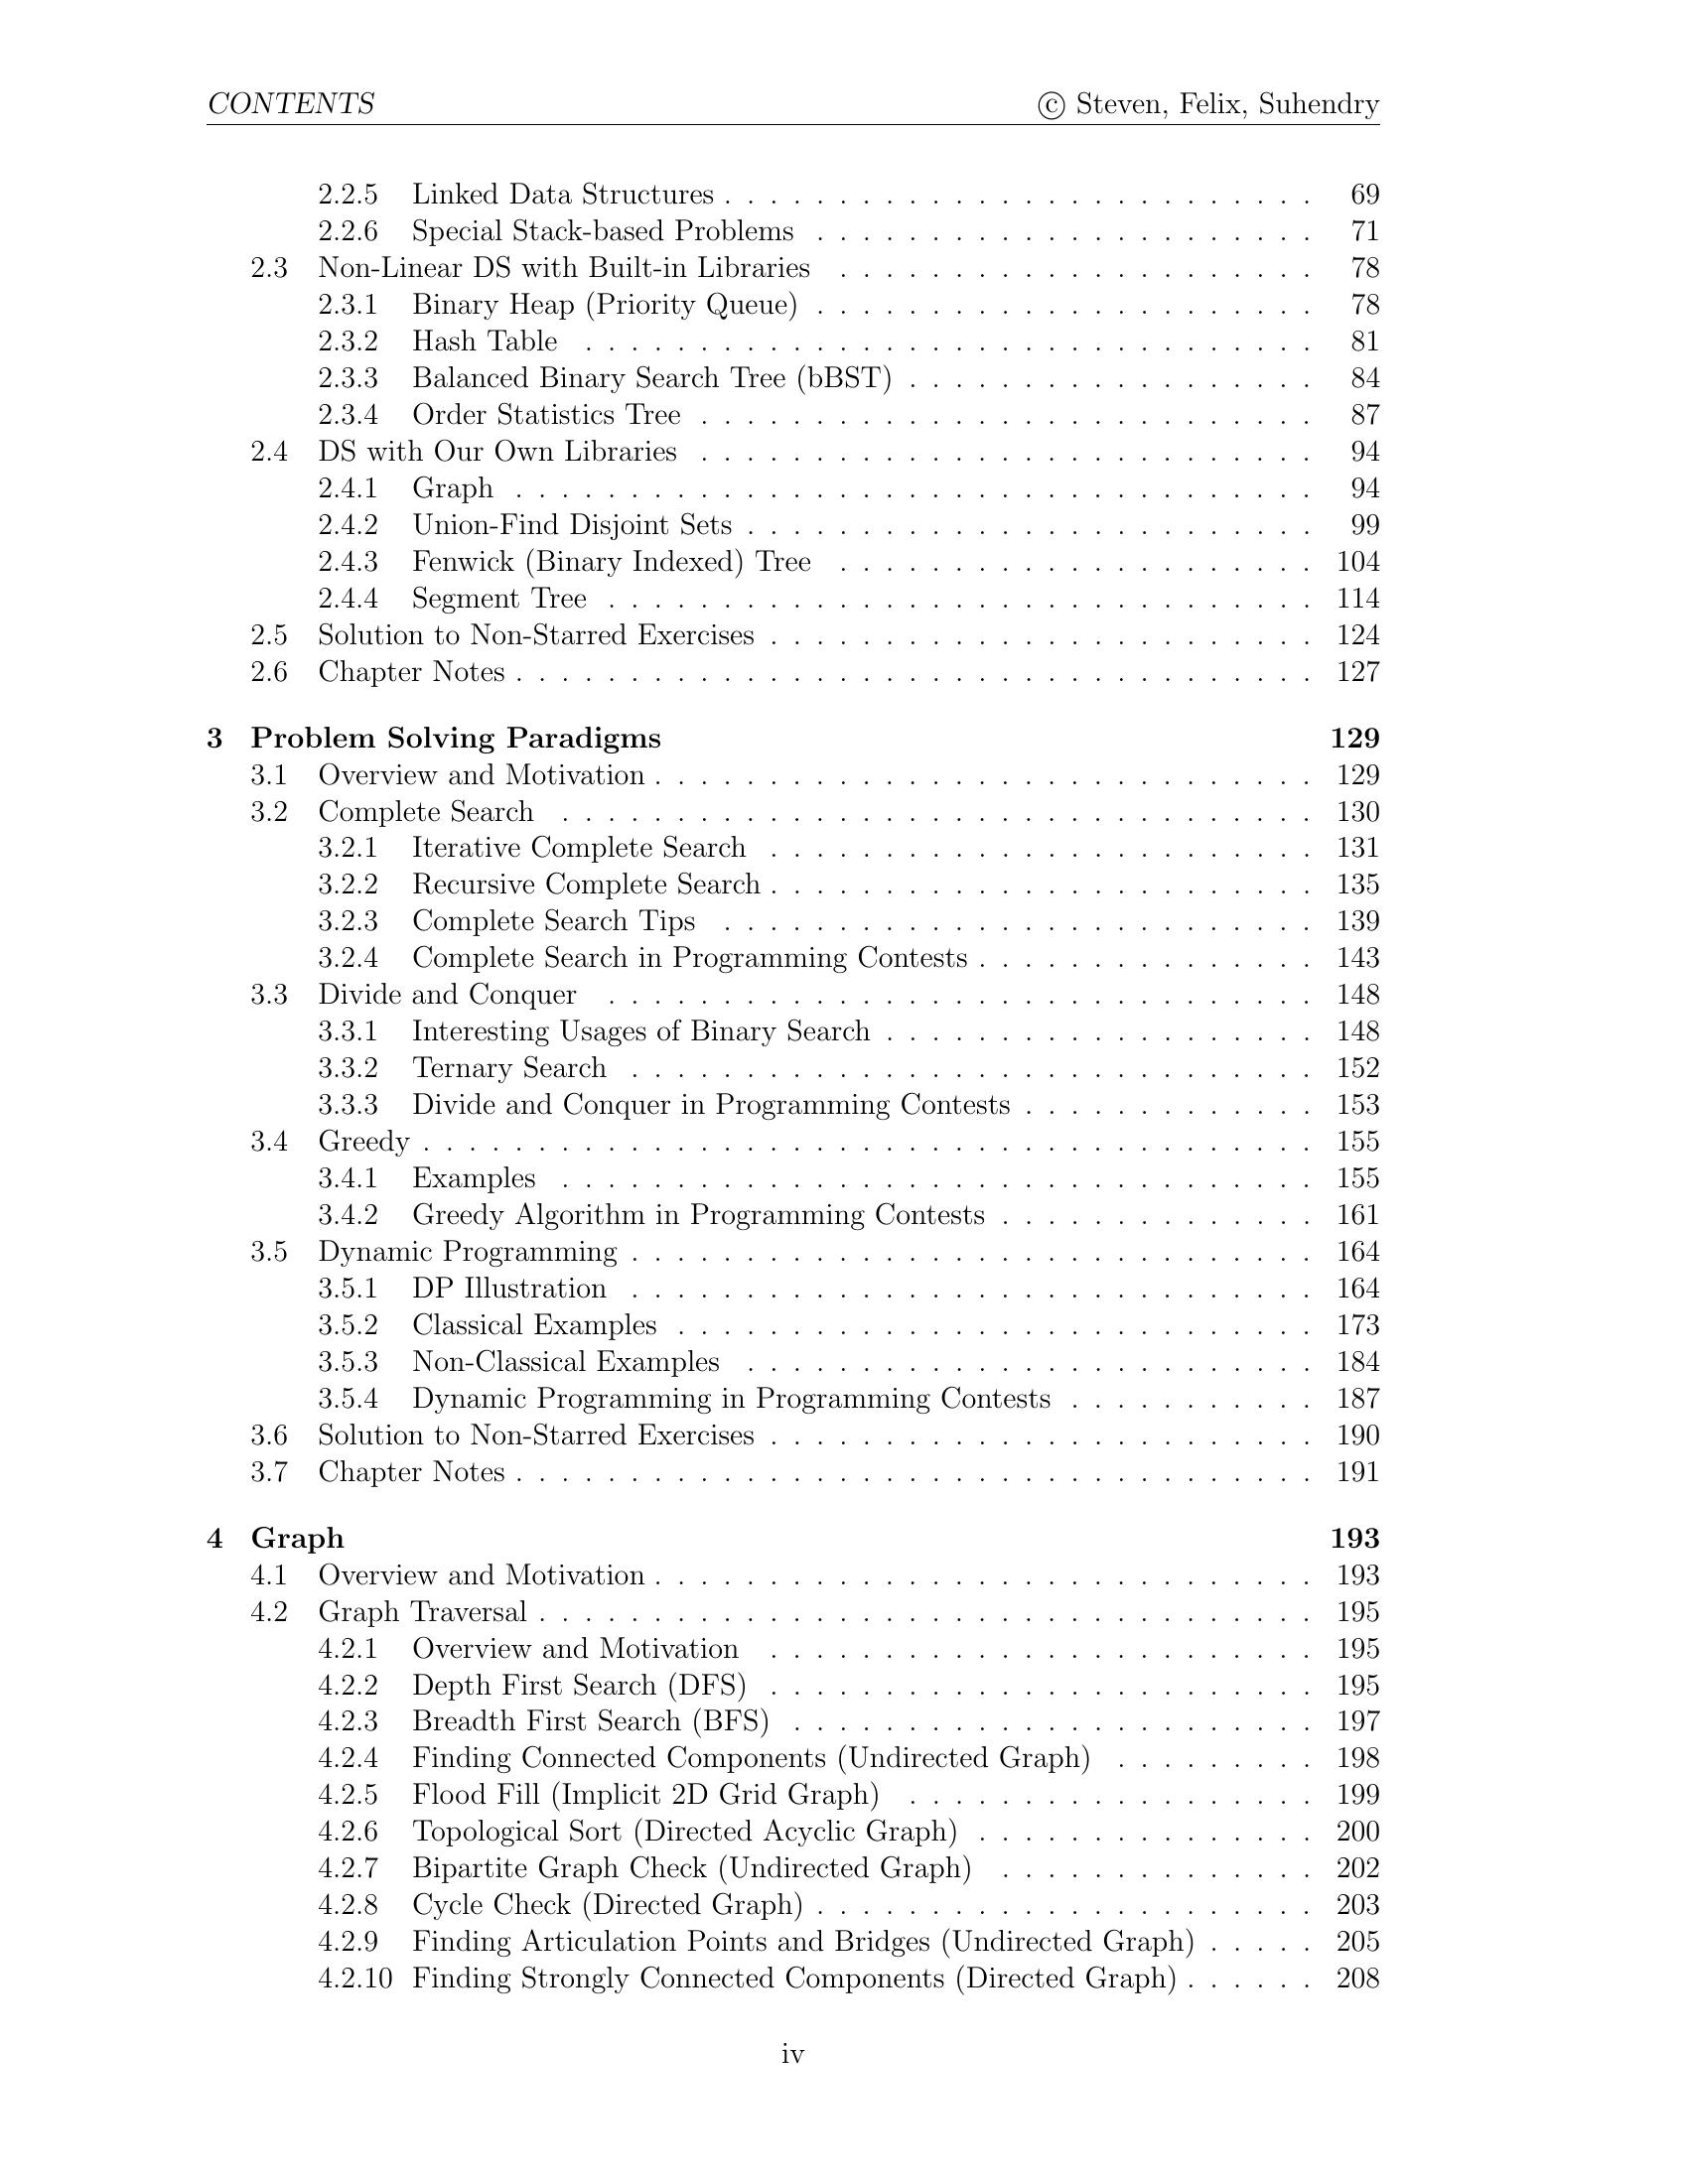 CONTENTS © Steven, Felix, Suhendry
2.2.5 Linked Data Structures . . . . . . . . . . . . . . . . . . . . . . . . . . 69
2.2.6 Special Stack-based Problems . . . . . . . . . . . . . . . . . . . . . . 71
2.3 Non-Linear DS with Built-in Libraries . . . . . . . . . . . . . . . . . . . . . 78
2.3.1 Binary Heap (Priority Queue) . . . . . . . . . . . . . . . . . . . . . . 78
2.3.2 Hash Table . . . . . . . . . . . . . . . . . . . . . . . . . . . . . . . . 81
2.3.3 Balanced Binary Search Tree (bBST) . . . . . . . . . . . . . . . . . . 84
2.3.4 Order Statistics Tree . . . . . . . . . . . . . . . . . . . . . . . . . . . 87
2.4 DS with Our Own Libraries . . . . . . . . . . . . . . . . . . . . . . . . . . . 94
2.4.1 Graph . . . . . . . . . . . . . . . . . . . . . . . . . . . . . . . . . . . 94
2.4.2 Union-Find Disjoint Sets . . . . . . . . . . . . . . . . . . . . . . . . . 99
2.4.3 Fenwick (Binary Indexed) Tree . . . . . . . . . . . . . . . . . . . . . 104
2.4.4 Segment Tree . . . . . . . . . . . . . . . . . . . . . . . . . . . . . . . 114
2.5 Solution to Non-Starred Exercises . . . . . . . . . . . . . . . . . . . . . . . . 124
2.6 Chapter Notes . . . . . . . . . . . . . . . . . . . . . . . . . . . . . . . . . . . 127
3 Problem Solving Paradigms 129
3.1 Overview and Motivation . . . . . . . . . . . . . . . . . . . . . . . . . . . . . 129
3.2 Complete Search . . . . . . . . . . . . . . . . . . . . . . . . . . . . . . . . . 130
3.2.1 Iterative Complete Search . . . . . . . . . . . . . . . . . . . . . . . . 131
3.2.2 Recursive Complete Search . . . . . . . . . . . . . . . . . . . . . . . . 135
3.2.3 Complete Search Tips . . . . . . . . . . . . . . . . . . . . . . . . . . 139
3.2.4 Complete Search in Programming Contests . . . . . . . . . . . . . . . 143
3.3 Divide and Conquer . . . . . . . . . . . . . . . . . . . . . . . . . . . . . . . 148
3.3.1 Interesting Usages of Binary Search . . . . . . . . . . . . . . . . . . . 148
3.3.2 Ternary Search . . . . . . . . . . . . . . . . . . . . . . . . . . . . . . 152
3.3.3 Divide and Conquer in Programming Contests . . . . . . . . . . . . . 153
3.4 Greedy . . . . . . . . . . . . . . . . . . . . . . . . . . . . . . . . . . . . . . . 155
3.4.1 Examples . . . . . . . . . . . . . . . . . . . . . . . . . . . . . . . . . 155
3.4.2 Greedy Algorithm in Programming Contests . . . . . . . . . . . . . . 161
3.5 Dynamic Programming . . . . . . . . . . . . . . . . . . . . . . . . . . . . . . 164
3.5.1 DP Illustration . . . . . . . . . . . . . . . . . . . . . . . . . . . . . . 164
3.5.2 Classical Examples . . . . . . . . . . . . . . . . . . . . . . . . . . . . 173
3.5.3 Non-Classical Examples . . . . . . . . . . . . . . . . . . . . . . . . . 184
3.5.4 Dynamic Programming in Programming Contests . . . . . . . . . . . 187
3.6 Solution to Non-Starred Exercises . . . . . . . . . . . . . . . . . . . . . . . . 190
3.7 Chapter Notes . . . . . . . . . . . . . . . . . . . . . . . . . . . . . . . . . . . 191
4 Graph 193
4.1 Overview and Motivation . . . . . . . . . . . . . . . . . . . . . . . . . . . . . 193
4.2 Graph Traversal . . . . . . . . . . . . . . . . . . . . . . . . . . . . . . . . . . 195
4.2.1 Overview and Motivation . . . . . . . . . . . . . . . . . . . . . . . . 195
4.2.2 Depth First Search (DFS) . . . . . . . . . . . . . . . . . . . . . . . . 195
4.2.3 Breadth First Search (BFS) . . . . . . . . . . . . . . . . . . . . . . . 197
4.2.4 Finding Connected Components (Undirected Graph) . . . . . . . . . 198
4.2.5 Flood Fill (Implicit 2D Grid Graph) . . . . . . . . . . . . . . . . . . 199
4.2.6 Topological Sort (Directed Acyclic Graph) . . . . . . . . . . . . . . . 200
4.2.7 Bipartite Graph Check (Undirected Graph) . . . . . . . . . . . . . . 202
4.2.8 Cycle Check (Directed Graph) . . . . . . . . . . . . . . . . . . . . . . 203
4.2.9 Finding Articulation Points and Bridges (Undirected Graph) . . . . . 205
4.2.10 Finding Strongly Connected Components (Directed Graph) . . . . . . 208
iv